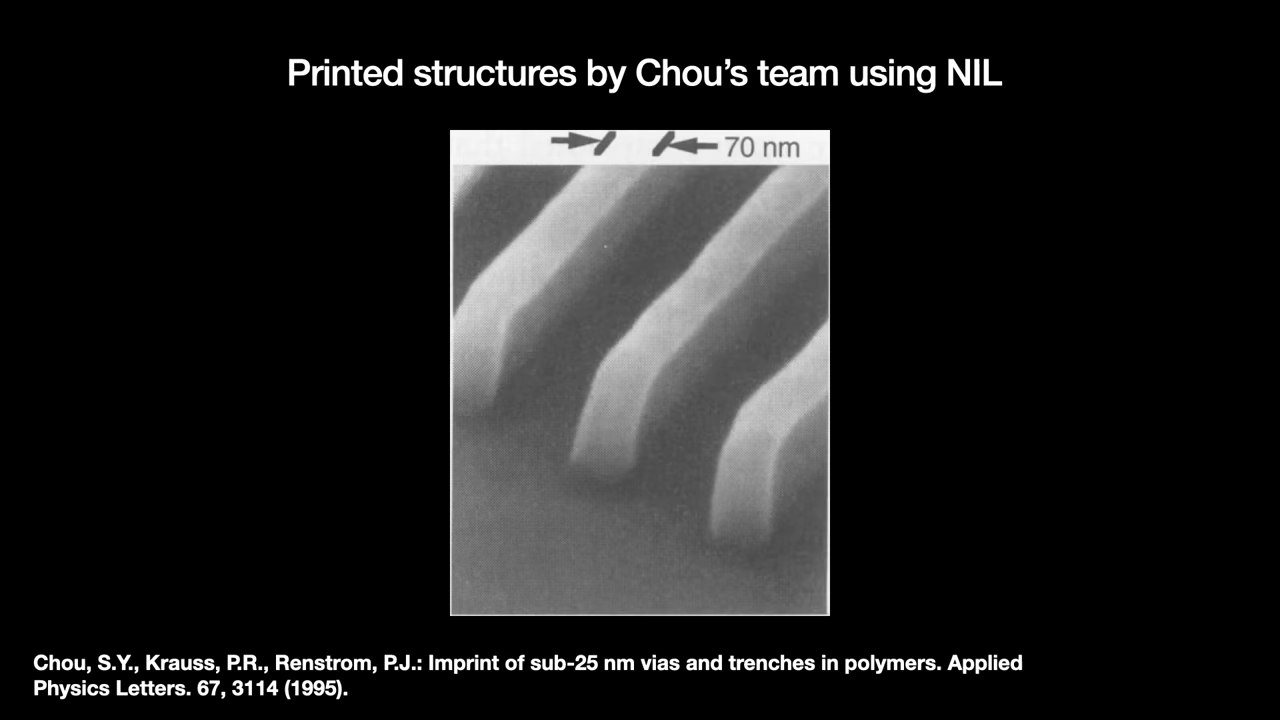 Printed structures by Chou’s team using NIL
70 nm
Chou, S.Y., Krauss, P.R., Renstrom, P.J.: Imprint of sub-25 nm vias and trenches in polymers. Applied
Physics Letters. 67, 3114 (1995).